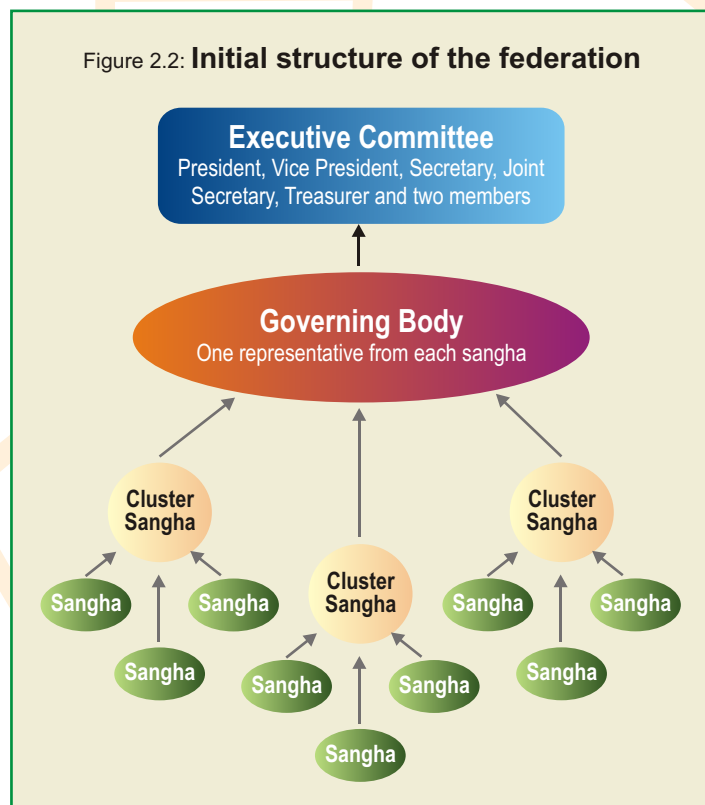 Figure 2.2: Initial structure of the federation
Executive Committee
President, Vice President, Secretary, Joint
Secretary, Treasurer and two members
Governing Body
One representative from each sangha
Cluster
Sangha
Sangha
Sangha
Sangha
Cluster
Sangha
Sangha
Sangha
Sangha
Cluster
Sangha
Sangha
Sangha
Sangha